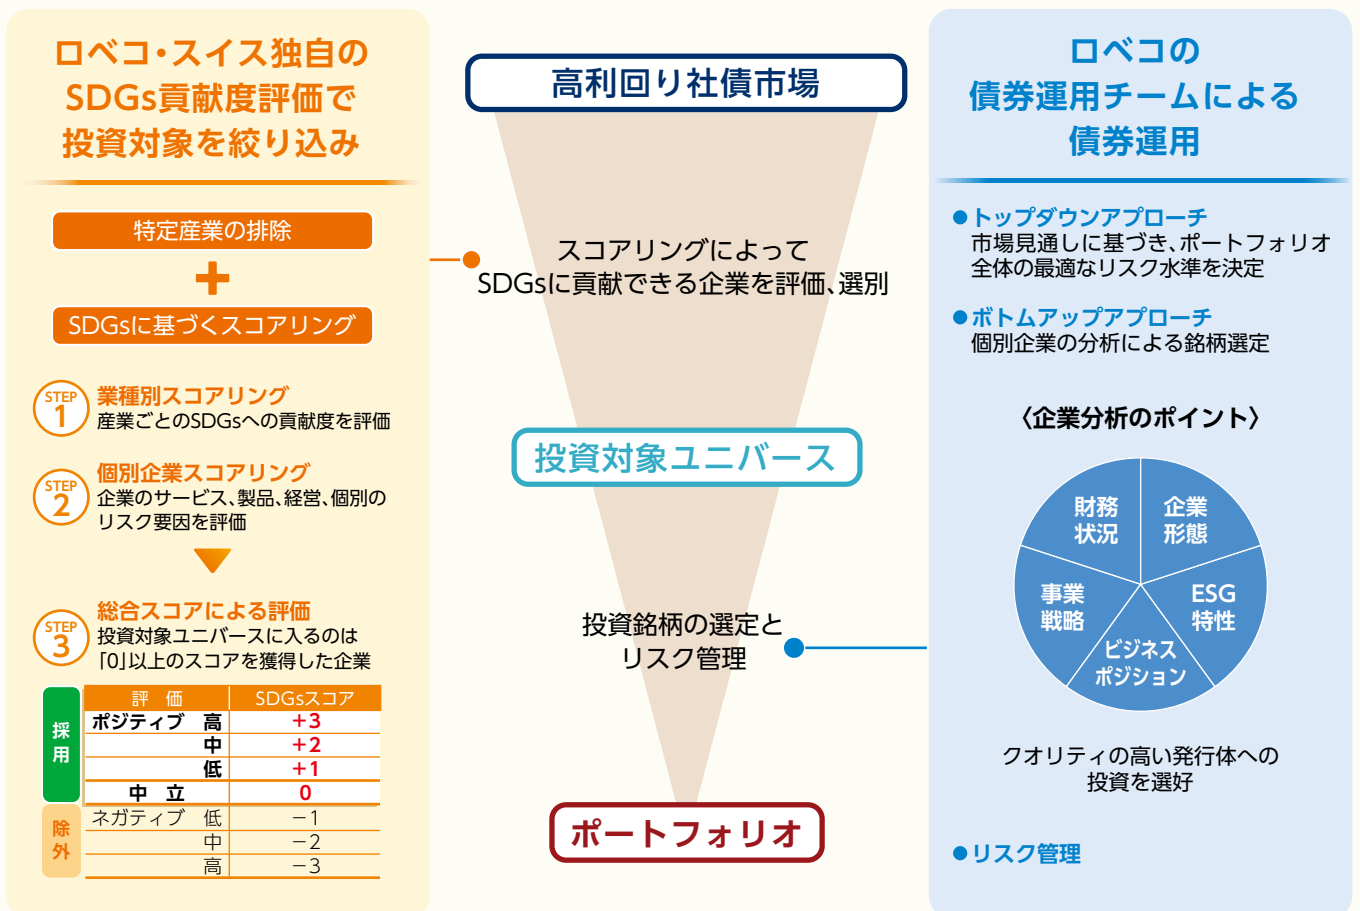 ロベコ・スイス独自の
SDGs貢献度評価で
投資対象を絞り込み
特定産業の排除
+
SDGsに基づくスコアリング
STEP
1
業種別スコアリング
産業ごとのSDGsへの貢献度を評価
STEP
2
個別企業スコアリング
企業のサービス、製品、経営、個別の
リスク要因を評価
STEP
3
総合スコアによる評価
投資対象ユニバースに入るのは
「0」以上のスコアを獲得した企業
採用
除外
評 価 SDGsスコア
ポジティブ 高 +3
中 +2
低 +1
中 立 0
ネガティブ 低 −1
中 −2
高 −3
高利回り社債市場
スコアリングによって
SDGsに貢献できる企業を評価、選別
投資対象ユニバース
投資銘柄の選定と
リスク管理
ポートフォリオ
ロベコの
債券運用チームによる
債券運用
●トップダウンアプローチ
市場見通しに基づき、ポートフォリオ
全体の最適なリスク水準を決定
●ボトムアップアプローチ
個別企業の分析による銘柄選定
〈企業分析のポイント〉
財務
状況
企業
形態
事業
戦略
ESG
特性
ビジネス
ポジション
クオリティの高い発行体への
投資を選好
●リスク管理